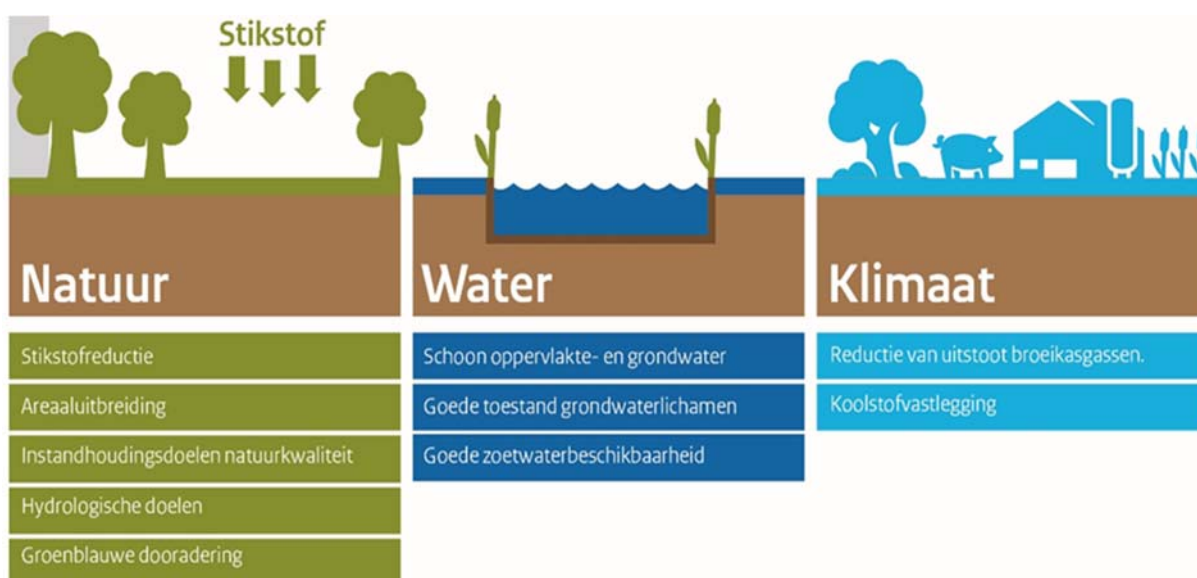 Stikstof
Natuur
Stikstofreductie
Areaaluitbreiding
Instandhoudingsdoelen natuurkwaliteit
Hydrologische doelen
Groenblauwe dooradering
Water
Schoon oppervlakte- en grondwater
Goede toestand grondwaterlichamen
Goede zoetwaterbeschikbaarheid
Klimaat
Reductie van uitstoot broeikasgassen.
Koolstofvastlegging